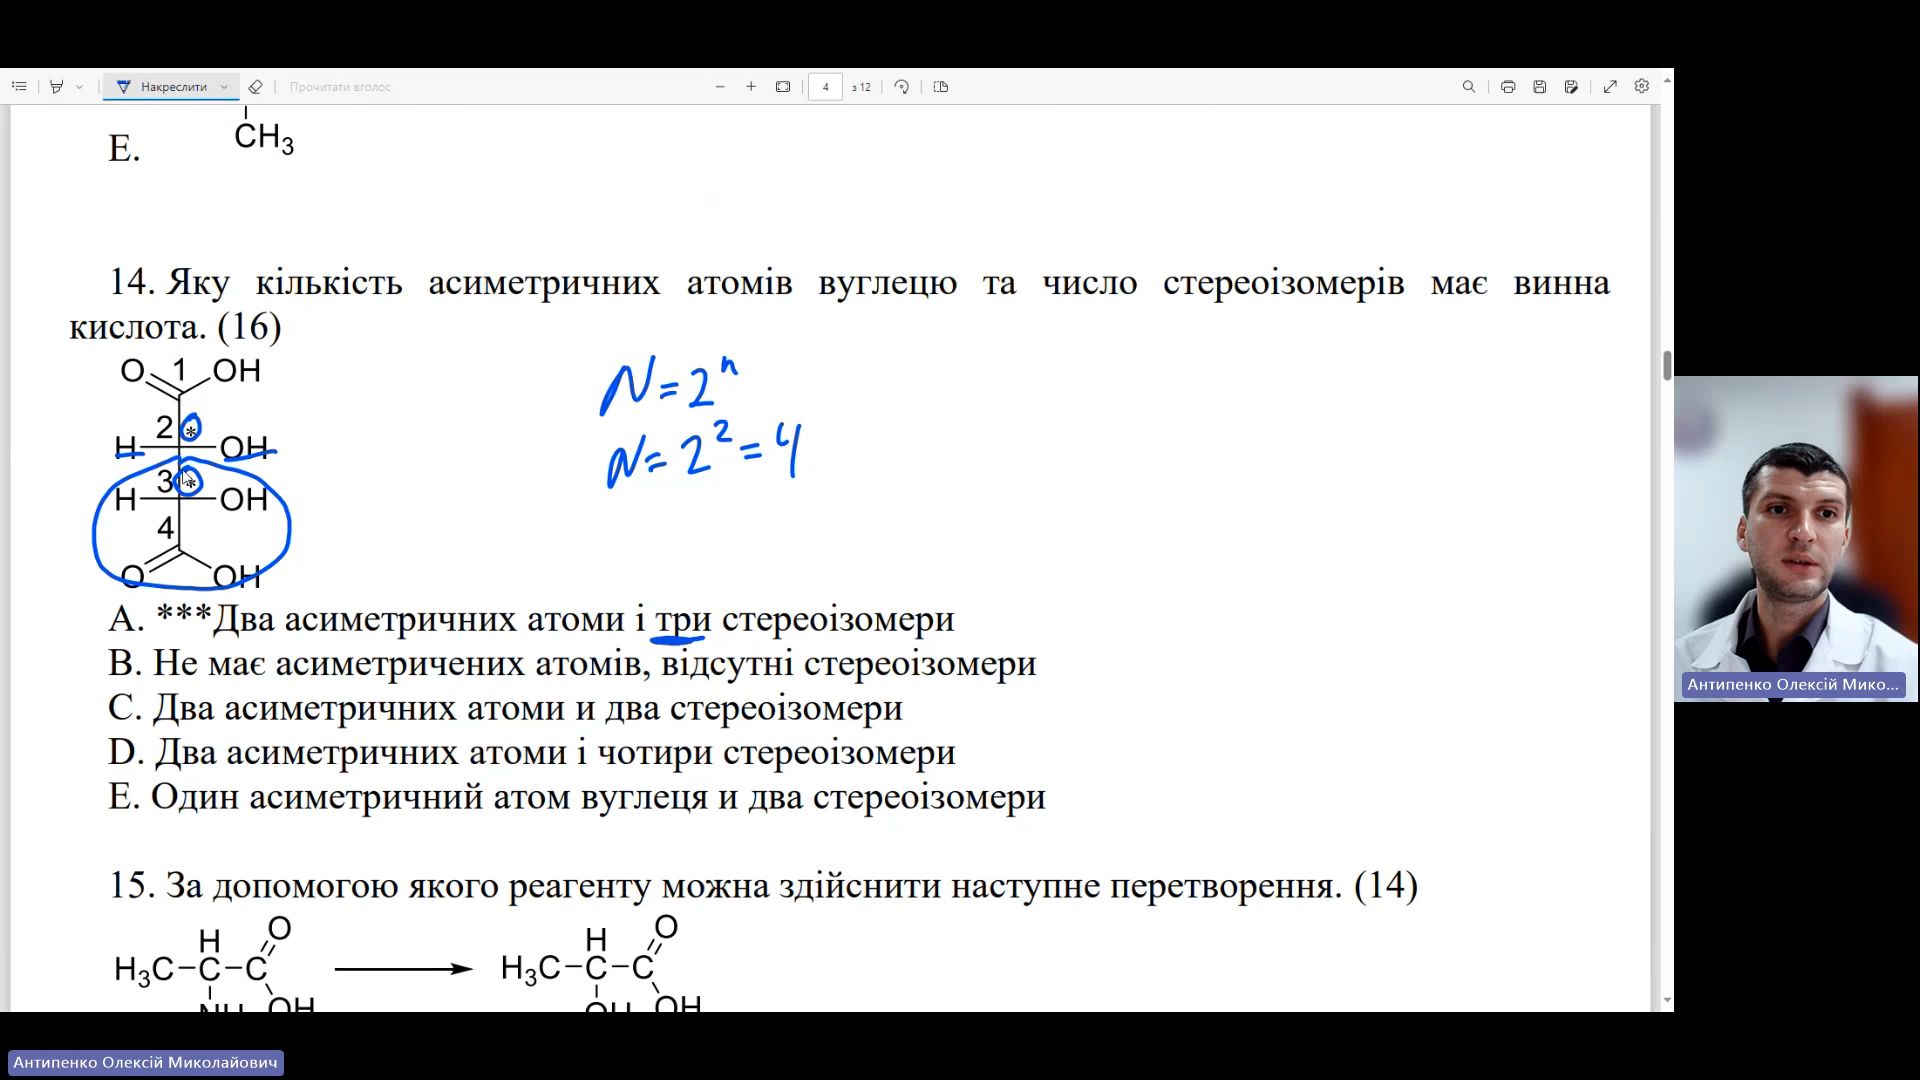 Накреслити
Прочитати вголос
4 з 12
CH3
E.
14. Яку кількість асиметричних атомів вуглецю та число стереоізомерів має винна
кислота. (16)
O 1 OH
2 *
H OH
3 *
H OH
4
O OH
N=2^n
N=2^2=4
A. ***Два асиметричних атоми і три стереоізомери
B. Не має асиметричених атомів, відсутні стереоізомери
C. Два асиметричних атоми и два стереоізомери
D. Два асиметричних атоми і чотири стереоізомери
E. Один асиметричний атом вуглеця и два стереоізомери
15. За допомогою якого реагенту можна здійснити наступне перетворення. (14)
H O H O
H3C-C-C H3C-C-C
NH OH OH OH
Антипенко Олексій Мико...
Антипенко Олексій Миколайович